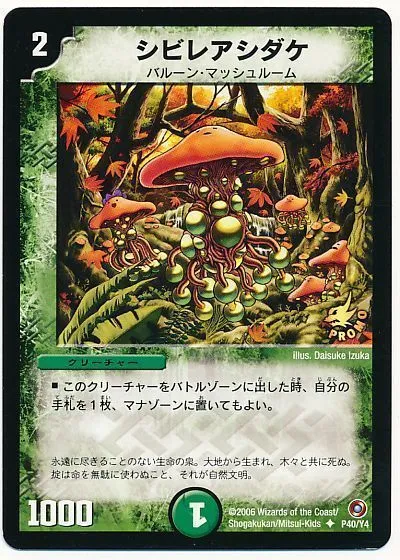 2
シビレアシダケ
バルーン・マッシュルーム
PROMO
illus. Daisuke Izuka
クリーチャー
■ このクリーチャーをバトルゾーンに出した時、自分の
手札を1枚、マナゾーンに置いてもよい。
永遠に尽きることのない生命の泉。大地から生まれ、木々と共に死ぬ。
掟は命を無駄に使わぬこと、それが自然文明。
1000
1
©2006 Wizards of the Coast/
Shogakukan/Mitsui-Kids P40/Y4